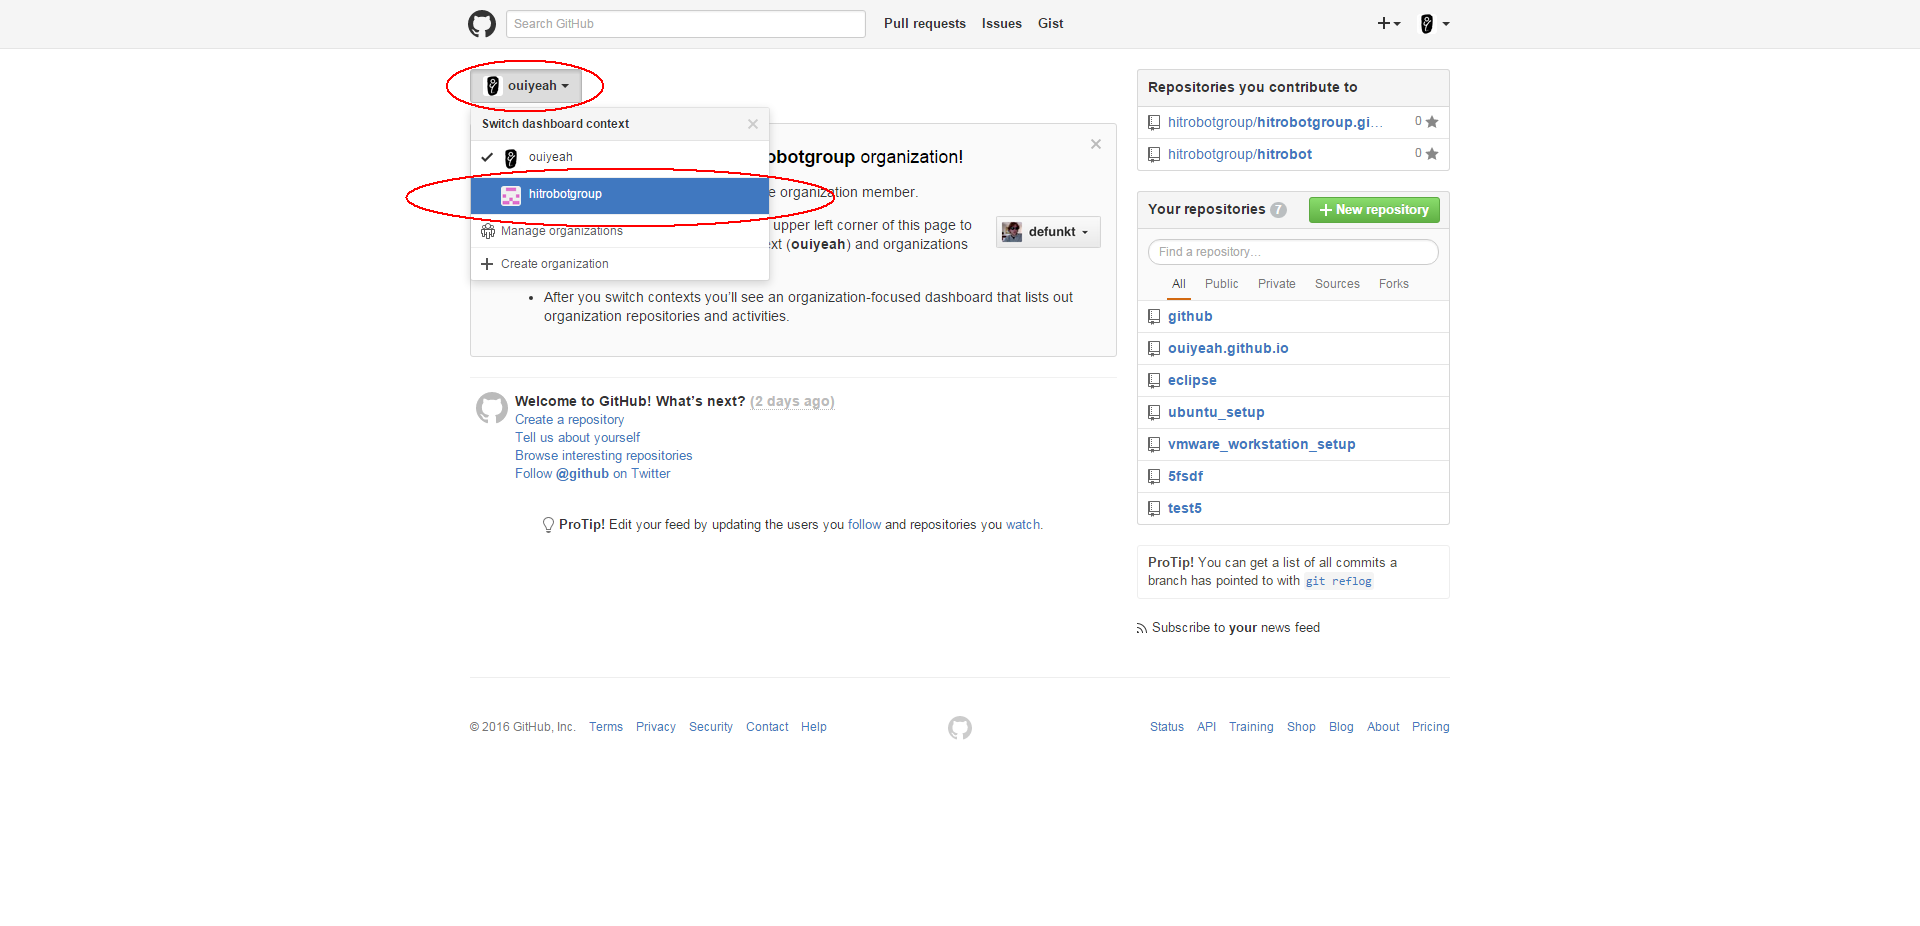 Search GitHub
Pull requests Issues Gist
ouiyeah
Switch dashboard context
ouiyeah
hitrobotgroup
Manage organizations
Create organization
obotgroup organization!
e organization member.
upper left corner of this page to
xt (ouiyeah) and organizations
defunkt
After you switch contexts you'll see an organization-focused dashboard that lists out
organization repositories and activities.
Welcome to GitHub! What's next? (2 days ago)
Create a repository
Tell us about yourself
Browse interesting repositories
Follow @github on Twitter
ProTip! Edit your feed by updating the users you follow and repositories you watch.
Repositories you contribute to
hitrobotgroup/hitrobotgroup.gi… 0
hitrobotgroup/hitrobot 0
Your repositories 7
New repository
Find a repository…
All Public Private Sources Forks
github
ouiyeah.github.io
eclipse
ubuntu_setup
vmware_workstation_setup
5fsdf
test5
ProTip! You can get a list of all commits a
branch has pointed to with git reflog
Subscribe to your news feed
© 2016 GitHub, Inc. Terms Privacy Security Contact Help
Status API Training Shop Blog About Pricing